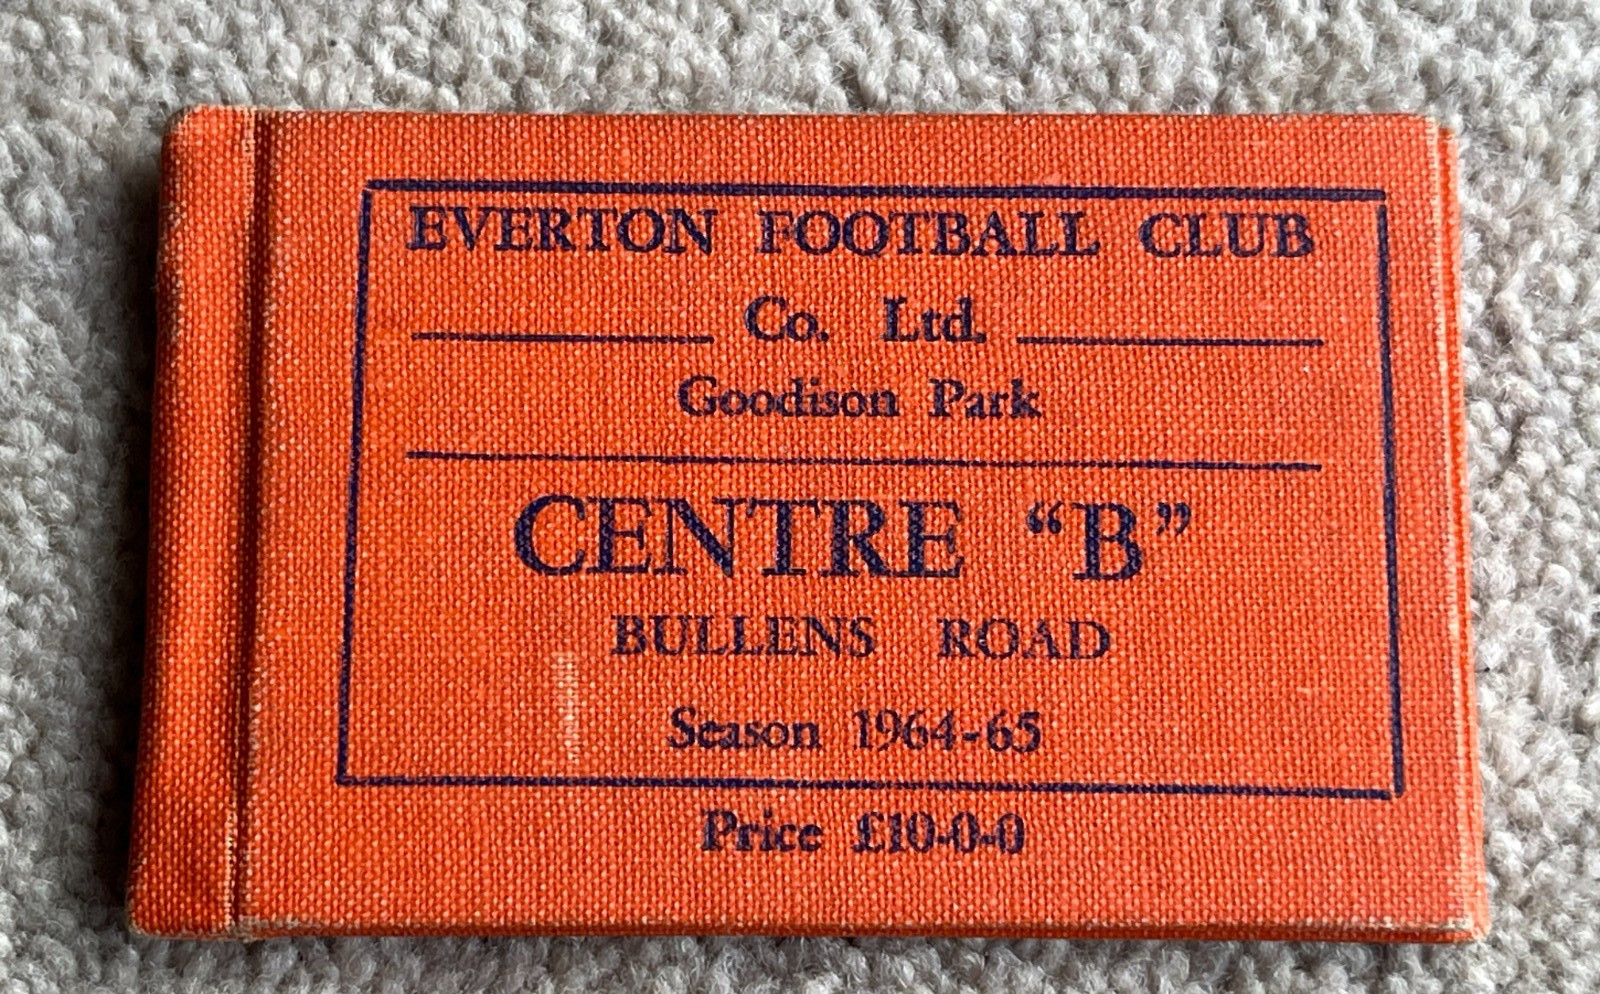 EVERTON FOOTBALL CLUB
Co. Ltd.
Goodison Park
CENTRE “B”
BULLENS ROAD
Season 1964-65
Price £10-0-0